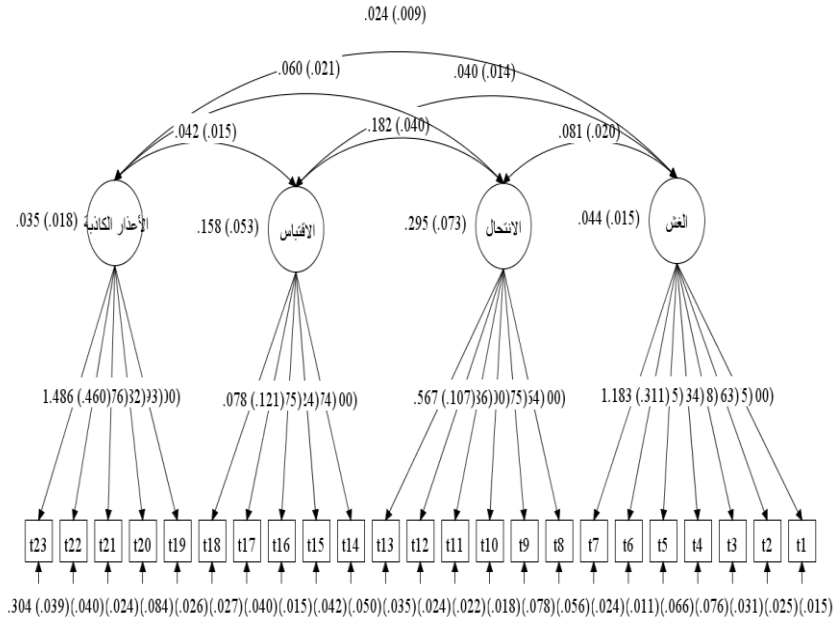 .024 (.009)
.060 (.021) .040 (.014)
.042 (.015) .182 (.040) .081 (.020)
.035 (.018) الأعذار الكاذبة .158 (.053) الاقتباس .295 (.073) الانتحال .044 (.015) الغش
1.486 (.460) .078 (.121) .567 (.107) 1.183 (.311)
t23 t22 t21 t20 t19 t18 t17 t16 t15 t14 t13 t12 t11 t10 t9 t8 t7 t6 t5 t4 t3 t2 t1
.304 (.039)(.040)(.024)(.084)(.026)(.027)(.040)(.015)(.042)(.050)(.035)(.024)(.022)(.018)(.078)(.056)(.024)(.011)(.066)(.076)(.031)(.025)(.015)